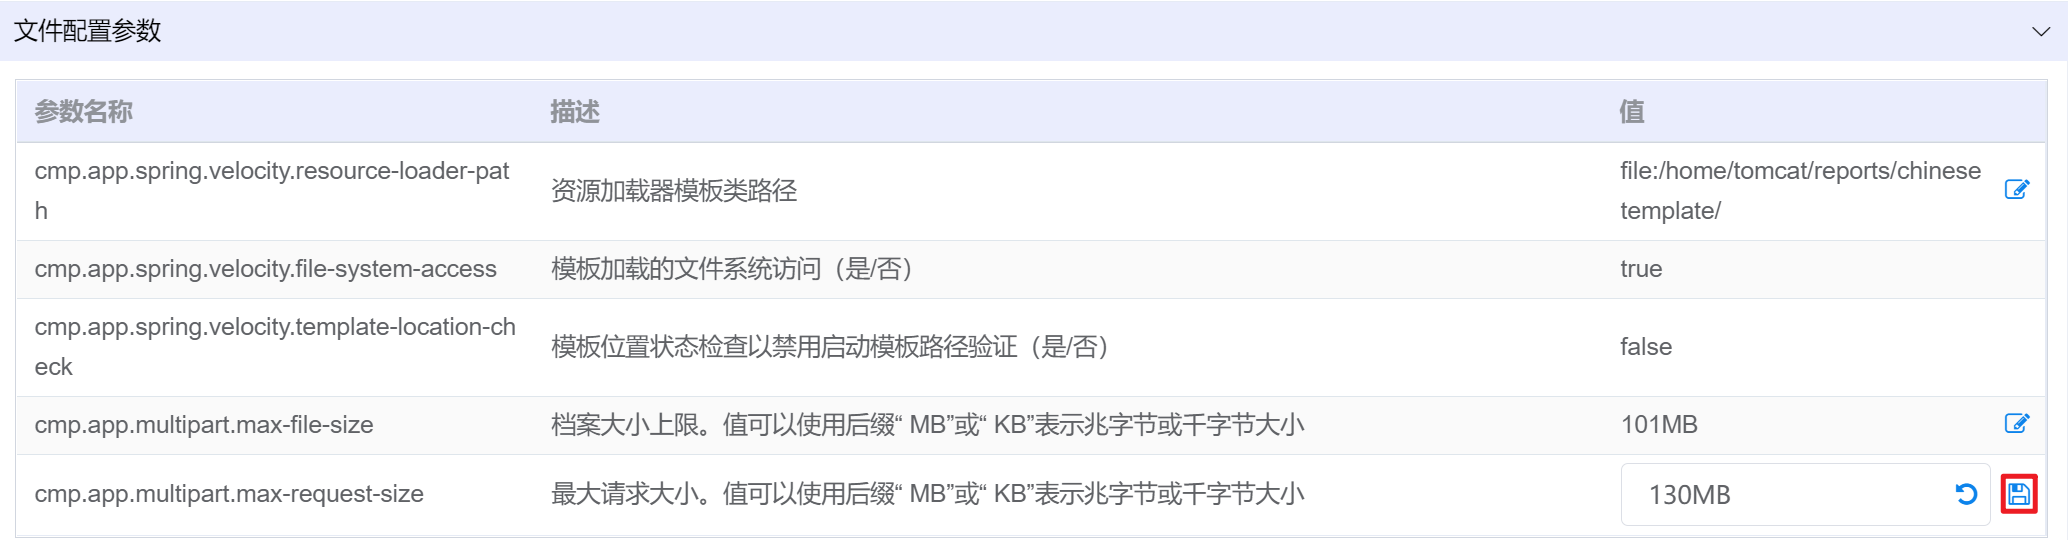 文件配置参数
参数名称 描述 值
cmp.app.spring.velocity.resource-loader-pat
h
资源加载器模板类路径
file:/home/tomcat/reports/chinese
template/
cmp.app.spring.velocity.file-system-access 模板加载的文件系统访问（是/否） true
cmp.app.spring.velocity.template-location-ch
eck
模板位置状态检查以禁用启动模板路径验证（是/否）
false
cmp.app.multipart.max-file-size 档案大小上限。值可以使用后缀“ MB”或“ KB”表示兆字节或千字节大小 101MB
cmp.app.multipart.max-request-size 最大请求大小。值可以使用后缀“ MB”或“ KB”表示兆字节或千字节大小 130MB